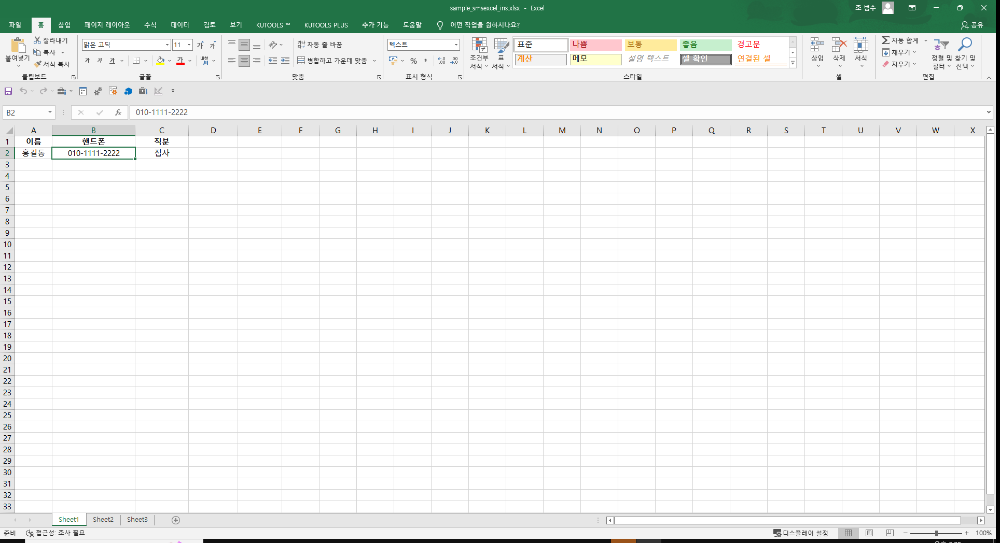 sample_smsexcel_ins.xlsx - Excel
조 범수
파일 홈 삽입 페이지 레이아웃 수식 데이터 검토 보기 KUTOOLS ™ KUTOOLS PLUS 추가 기능 도움말 어떤 작업을 원하시나요? 공유
붙여넣기
잘라내기
복사
서식 복사
클립보드
맑은 고딕 11
가 가
가 가 가 가 내천
글꼴
자동 줄 바꿈
병합하고 가운데 맞춤
맞춤
텍스트
% ,
표시 형식
조건부 서식
표 서식
표준 나쁨 보통 좋음 경고문
계산 메모 설명 텍스트 셀 확인 연결된 셀
스타일
삽입 삭제 서식
셀
자동 합계
채우기
지우기
정렬 및 필터
찾기 및 선택
편집
B2 fx 010-1111-2222
A B C D E F G H I J K L M N O P Q R S T U V W X
1 이름 핸드폰 직분
2 홍길동 010-1111-2222 집사
3
4
5
6
7
8
9
10
11
12
13
14
15
16
17
18
19
20
21
22
23
24
25
26
27
28
29
30
31
32
33
Sheet1 Sheet2 Sheet3
준비 접근성: 조사 필요 디스플레이 설정 100%